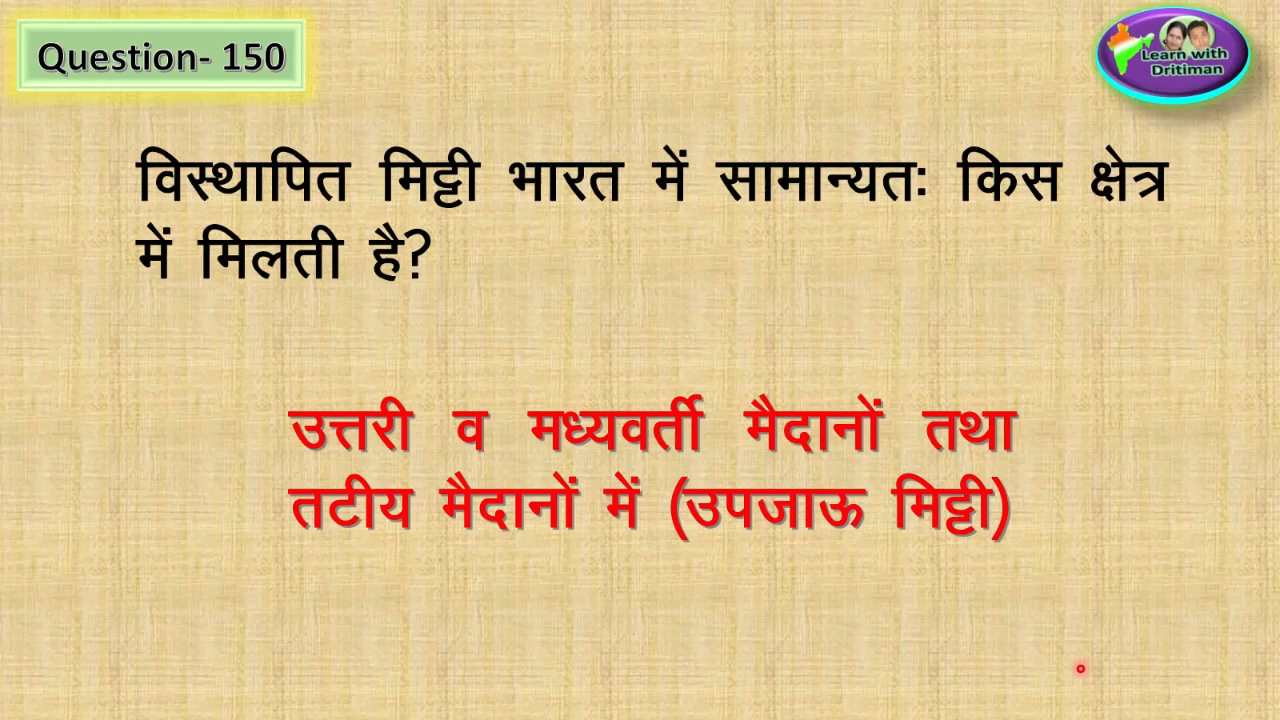 Question- 150
Learn with
Dritiman
विस्थापित मिट्टी भारत में सामान्यतः किस क्षेत्र
में मिलती है?
उत्तरी व मध्यवर्ती मैदानों तथा
तटीय मैदानों में (उपजाऊ मिट्टी)